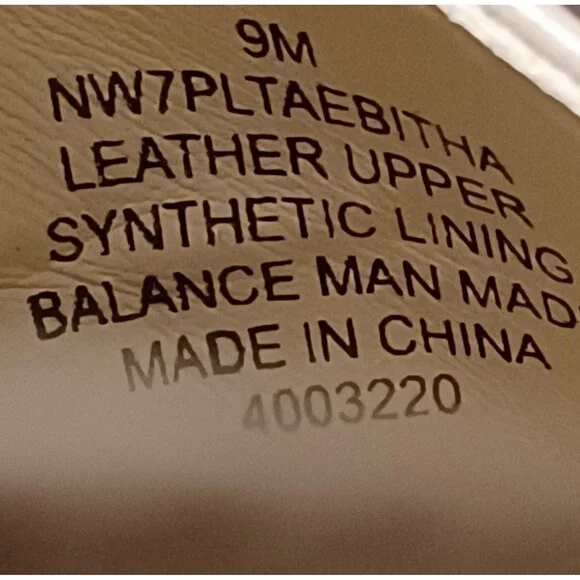 9M
NW7PLTAEBITHA
LEATHER UPPER
SYNTHETIC LINING
BALANCE MAN MAD
MADE IN CHINA
4003220